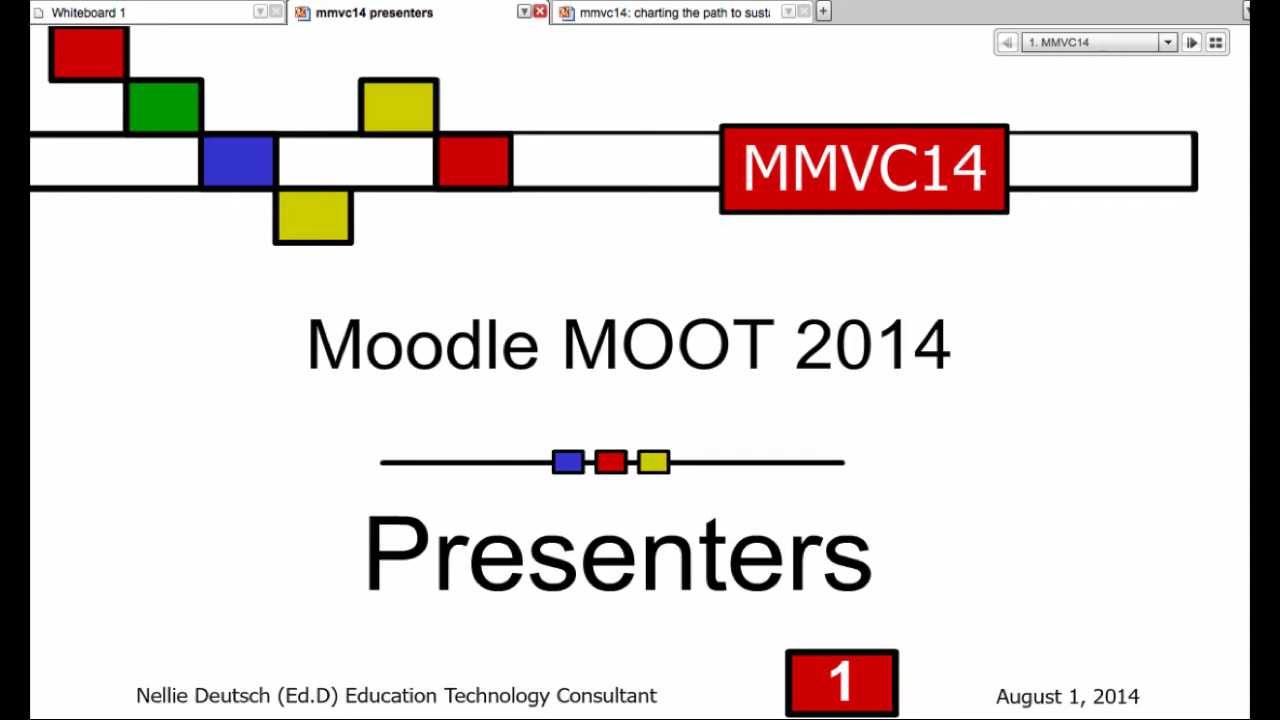 Whiteboard 1
mmvc14 presenters
mmvc14: charting the path to susta
1. MMVC14
MMVC14
Moodle MOOT 2014
Presenters
Nellie Deutsch (Ed.D) Education Technology Consultant
1
August 1, 2014